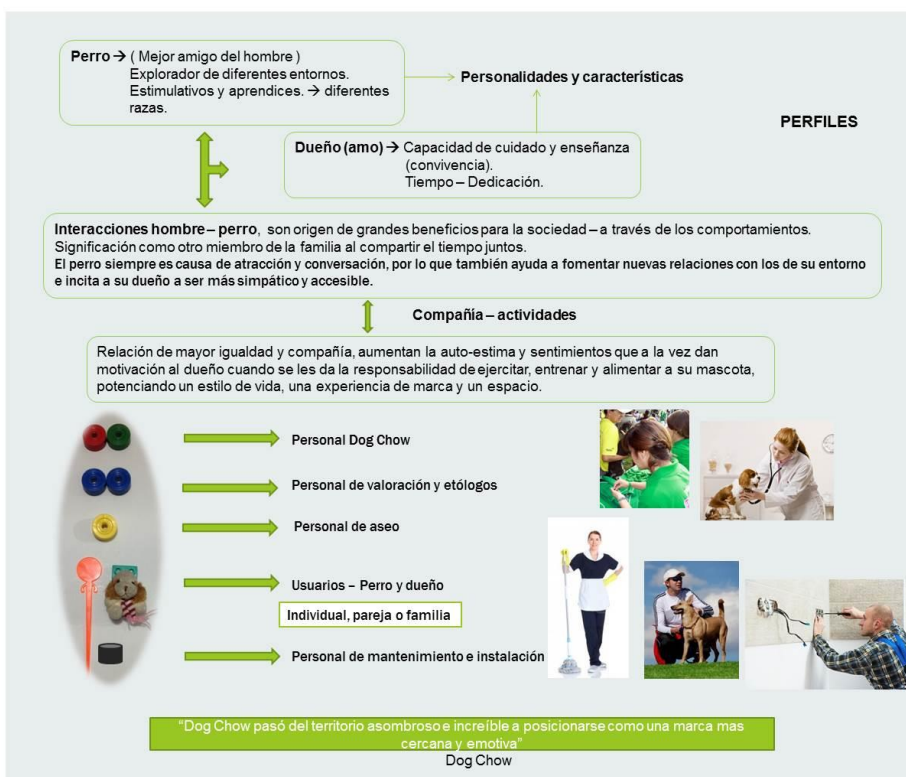 Perro → ( Mejor amigo del hombre )
Explorador de diferentes entornos.
Estimulativos y aprendices. → diferentes
razas.
Personalidades y características
PERFILES
Dueño (amo) → Capacidad de cuidado y enseñanza
(convivencia).
Tiempo – Dedicación.
Interacciones hombre – perro, son origen de grandes beneficios para la sociedad – a través de los comportamientos.
Significación como otro miembro de la familia al compartir el tiempo juntos.
El perro siempre es causa de atracción y conversación, por lo que también ayuda a fomentar nuevas relaciones con los de su entorno
e incita a su dueño a ser más simpático y accesible.
Compañía – actividades
Relación de mayor igualdad y compañía, aumentan la auto-estima y sentimientos que a la vez dan
motivación al dueño cuando se les da la responsabilidad de ejercitar, entrenar y alimentar a su mascota,
potenciando un estilo de vida, una experiencia de marca y un espacio.
Personal Dog Chow
Personal de valoración y etólogos
Personal de aseo
Usuarios – Perro y dueño
Individual, pareja o familia
Personal de mantenimiento e instalación
“Dog Chow pasó del territorio asombroso e increíble a posicionarse como una marca mas
cercana y emotiva”
Dog Chow